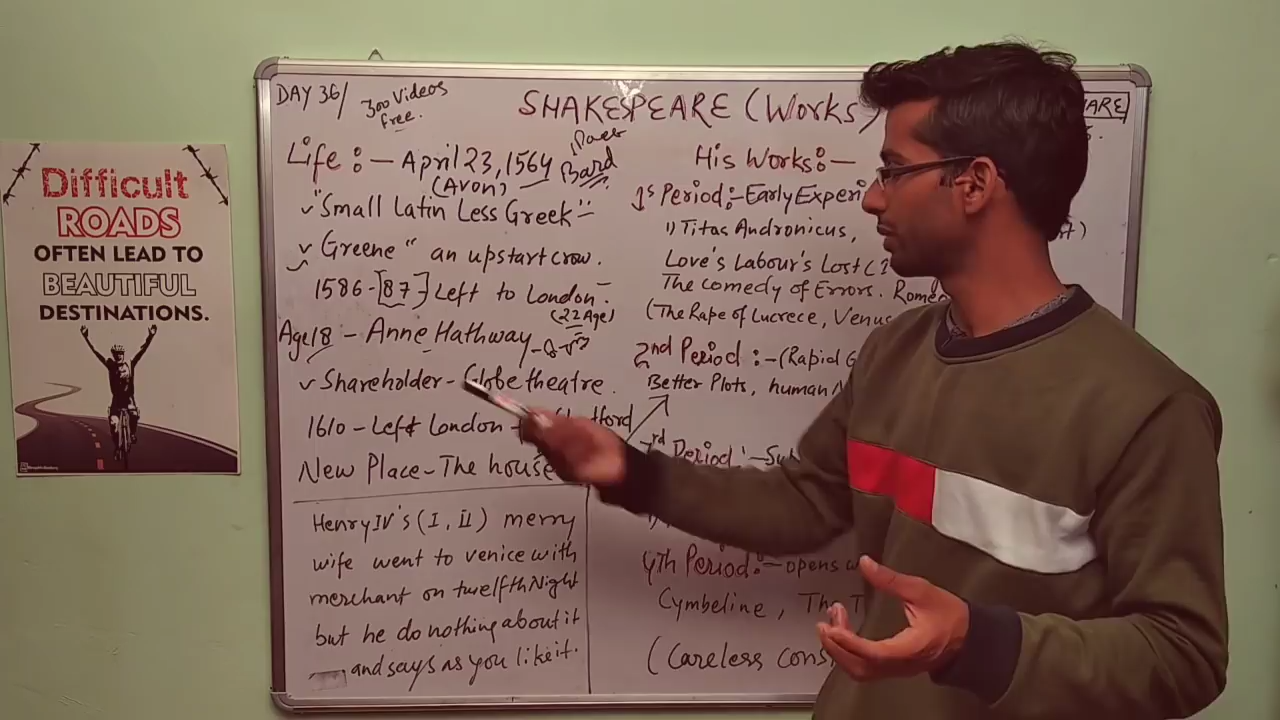 Difficult
ROADS
OFTEN LEAD TO
BEAUTIFUL
DESTINATIONS.
DAY 36/
300 Videos
free.
SHAKESPEARE (Works)
Life :- April 23, 1564
Bard
(Avon)
"Small Latin Less Greek"
Greene " an upstart crow.
1586-[87] Left to London.
(22 Age)
Age 18 - Anne Hathway
Shareholder - Globe theatre.
1610 - Left London
New Place - The house
Henry IV's (I, II) merry
wife went to venice with
merchant on twelfth Night
but he do nothing about it
and says as you like it.
His Works :-
1st Period :- Early Experi
1) Titas Andronicus,
Love's Labour's Lost
The comedy of Errors. Rome
(The Rape of Lucrece, Venus
2nd Period :- (Rapid G
Better Plots, human
rd Period :- Su
4th Period :- opens w
Cymbeline, The T
(Careless Cons